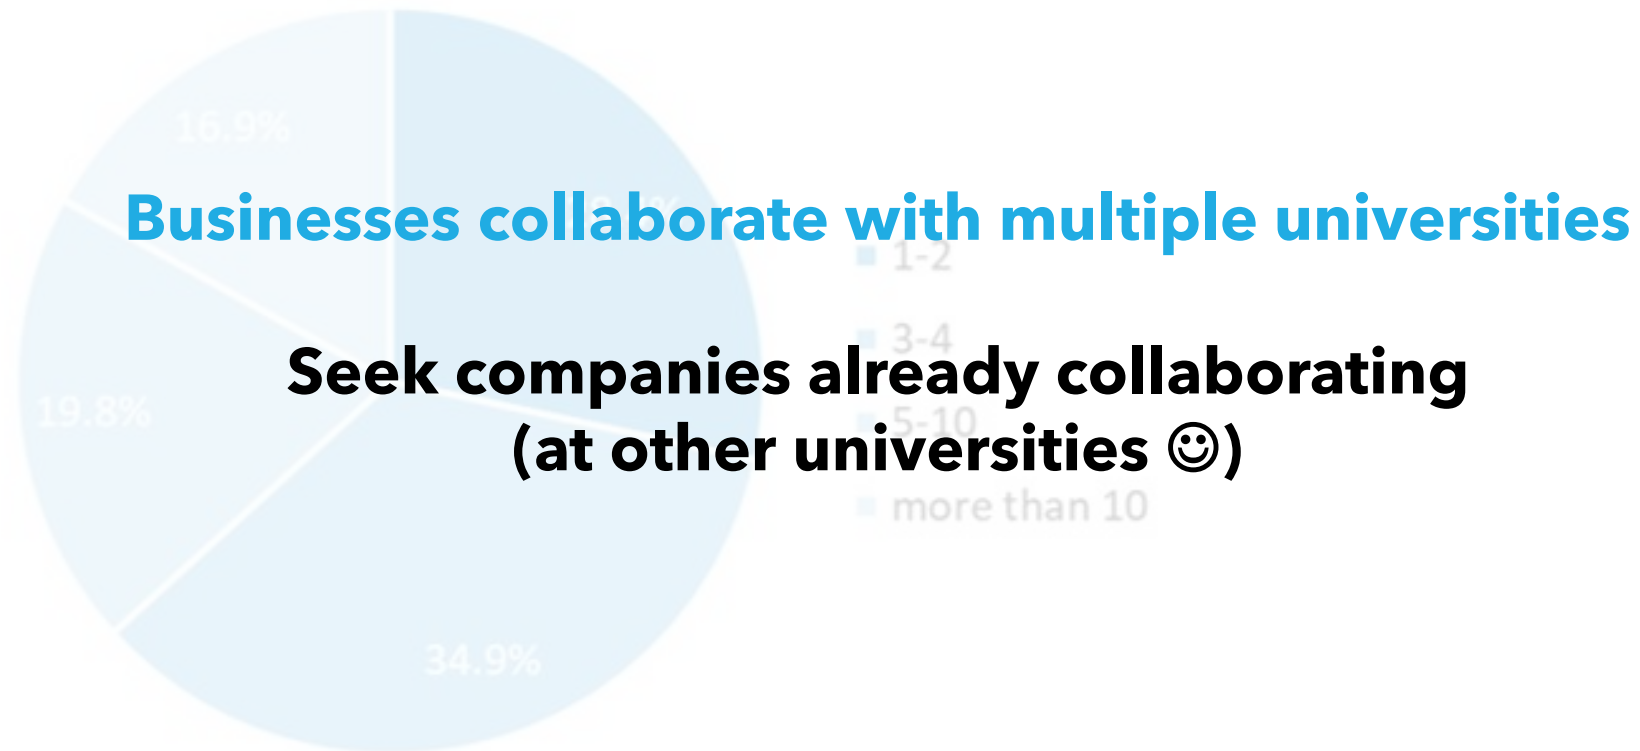 16.9%
Businesses collaborate with multiple universities
1-2
3-4
Seek companies already collaborating
19.8%
5-10
(at other universities ☺)
more than 10
34.9%